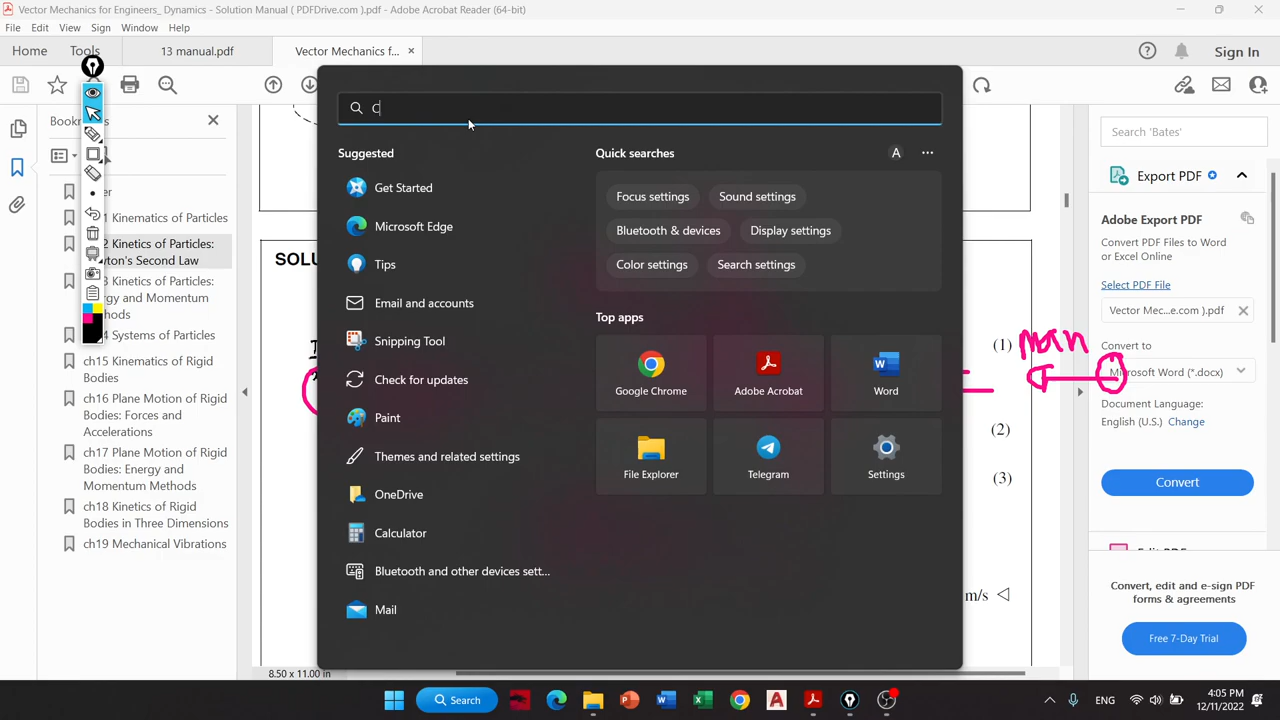 Vector Mechanics for Engineers_ Dynamics - Solution Manual ( PDFDrive.com ).pdf - Adobe Acrobat Reader (64-bit)
File Edit View Sign Window Help
Home Tools 13 manual.pdf Vector Mechanics f... × Sign In
C
Suggested
Get Started
Microsoft Edge
Tips
Email and accounts
Snipping Tool
Check for updates
Paint
Themes and related settings
OneDrive
Calculator
Bluetooth and other devices sett...
Mail
Quick searches
A ...
Focus settings Sound settings
Bluetooth & devices Display settings
Color settings Search settings
Top apps
Google Chrome Adobe Acrobat Word
File Explorer Telegram Settings
Kinematics of Particles
2 Kinetics of Particles:
ton's Second Law
Kinetics of Particles:
ergy and Momentum
hods
4 Systems of Particles
ch15 Kinematics of Rigid
Bodies
ch16 Plane Motion of Rigid
Bodies: Forces and
Accelerations
ch17 Plane Motion of Rigid
Bodies: Energy and
Momentum Methods
ch18 Kinetics of Rigid
Bodies in Three Dimensions
ch19 Mechanical Vibrations
SOLU
(1)
man
(2)
(3)
m/s
8.50 x 11.00 in
Search 'Bates'
Export PDF
Adobe Export PDF
Convert PDF Files to Word
or Excel Online
Select PDF File
Vector Mec...e.com ).pdf
Convert to
Microsoft Word (*.docx)
Document Language:
English (U.S.) Change
Convert
Convert, edit and e-sign PDF
forms & agreements
Free 7-Day Trial
Search
ENG
4:05 PM
12/11/2022